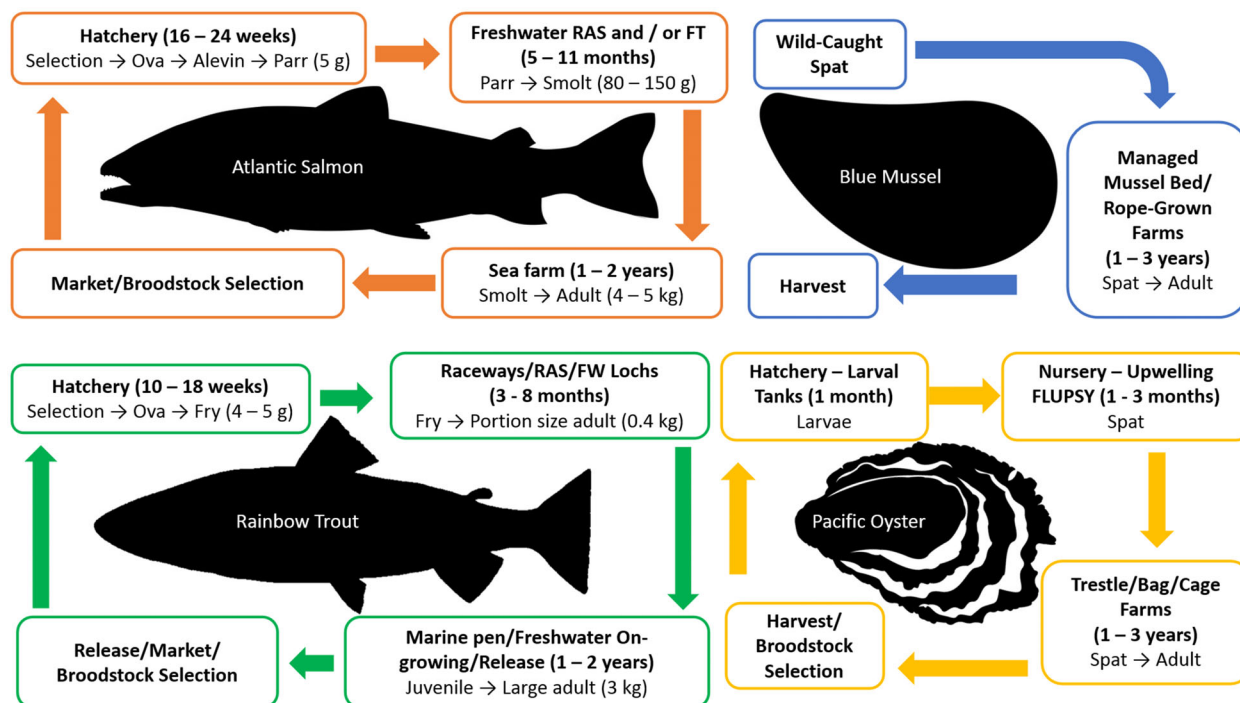 Hatchery (16 – 24 weeks)
Selection → Ova → Alevin → Parr (5 g)
Freshwater RAS and / or FT
(5 – 11 months)
Parr → Smolt (80 – 150 g)
Atlantic Salmon
Market/Broodstock Selection
Sea farm (1 – 2 years)
Smolt → Adult (4 – 5 kg)
Wild-Caught
Spat
Blue Mussel
Managed
Mussel Bed/
Rope-Grown
Farms
(1 – 3 years)
Spat → Adult
Harvest
Hatchery (10 – 18 weeks)
Selection → Ova → Fry (4 – 5 g)
Raceways/RAS/FW Lochs
(3 - 8 months)
Fry → Portion size adult (0.4 kg)
Rainbow Trout
Release/Market/
Broodstock Selection
Marine pen/Freshwater On-
growing/Release (1 – 2 years)
Juvenile → Large adult (3 kg)
Hatchery – Larval
Tanks (1 month)
Larvae
Nursery – Upwelling
FLUPSY (1 - 3 months)
Spat
Pacific Oyster
Harvest/
Broodstock
Selection
Trestle/Bag/Cage
Farms
(1 – 3 years)
Spat → Adult